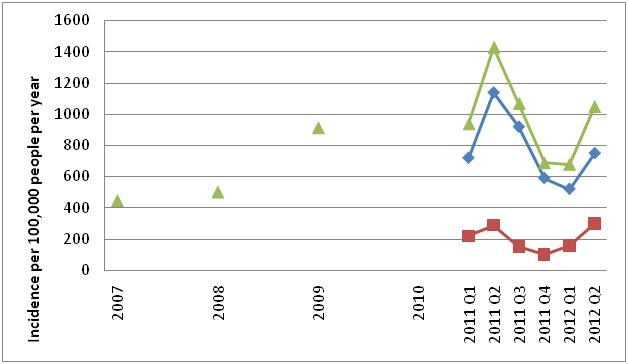 1600
1400
1200
1000
800
600
400
200
0
Incidence per 100,000 people per year
2007
2008
2009
2010
2011 Q1
2011 Q2
2011 Q3
2011 Q4
2012 Q1
2012 Q2